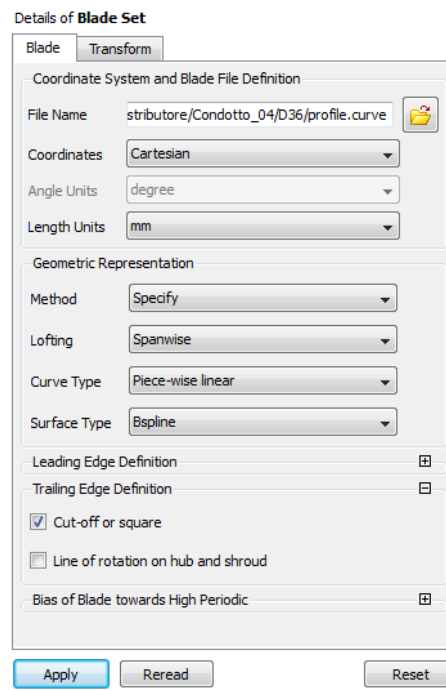 Details of Blade Set
Blade Transform
Coordinate System and Blade File Definition
File Name stributore/Condotto_04/D36/profile.curve
Coordinates Cartesian
Angle Units degree
Length Units mm
Geometric Representation
Method Specify
Lofting Spanwise
Curve Type Piece-wise linear
Surface Type Bspline
Leading Edge Definition
Trailing Edge Definition
Cut-off or square
Line of rotation on hub and shroud
Bias of Blade towards High Periodic
Apply Reread Reset